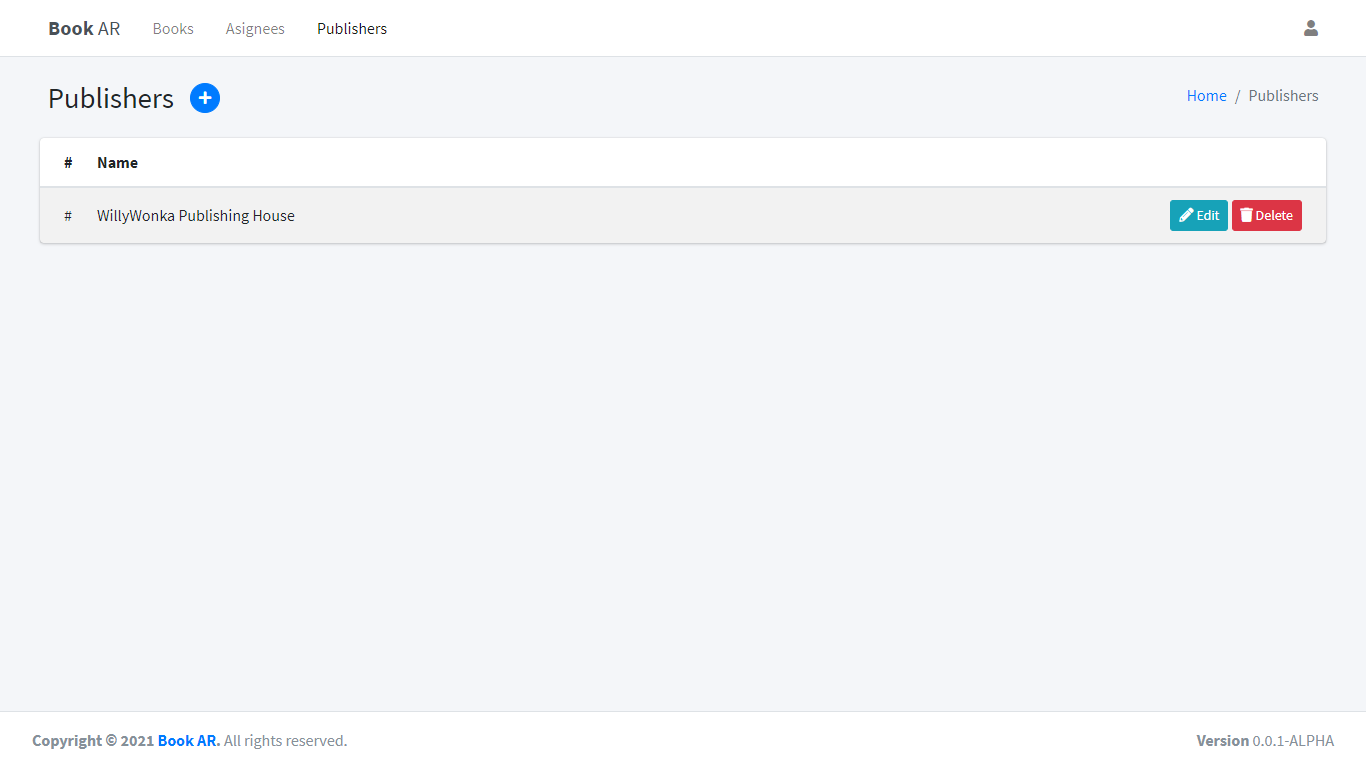 Book AR Books Asignees Publishers
Publishers
Home / Publishers
# Name
# WillyWonka Publishing House Edit Delete
Copyright © 2021 Book AR. All rights reserved.
Version 0.0.1-ALPHA